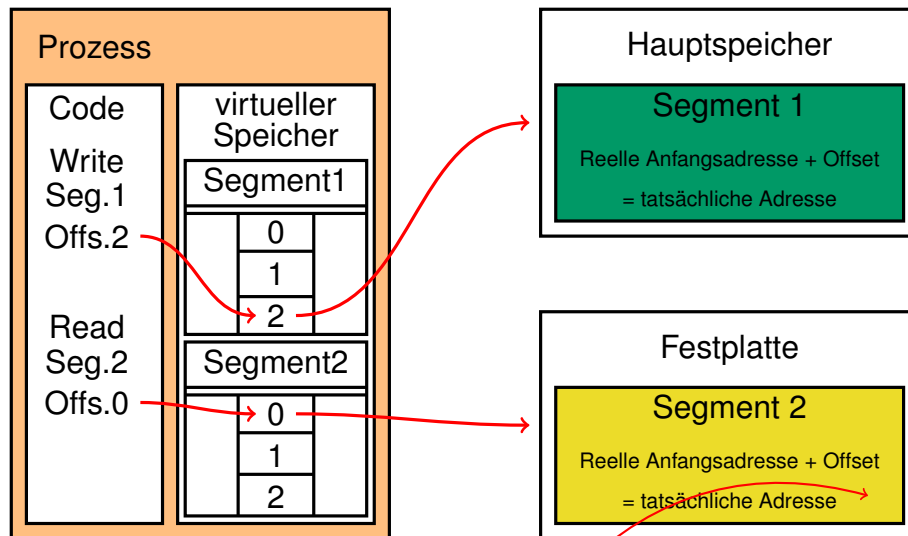 Prozess
Code
Write
Seg.1
Offs.2
Read
Seg.2
Offs.0
virtueller
Speicher
Segment1
0
1
2
Segment2
0
1
2
Hauptspeicher
Segment 1
Reelle Anfangsadresse + Offset
= tatsächliche Adresse
Festplatte
Segment 2
Reelle Anfangsadresse + Offset
= tatsächliche Adresse